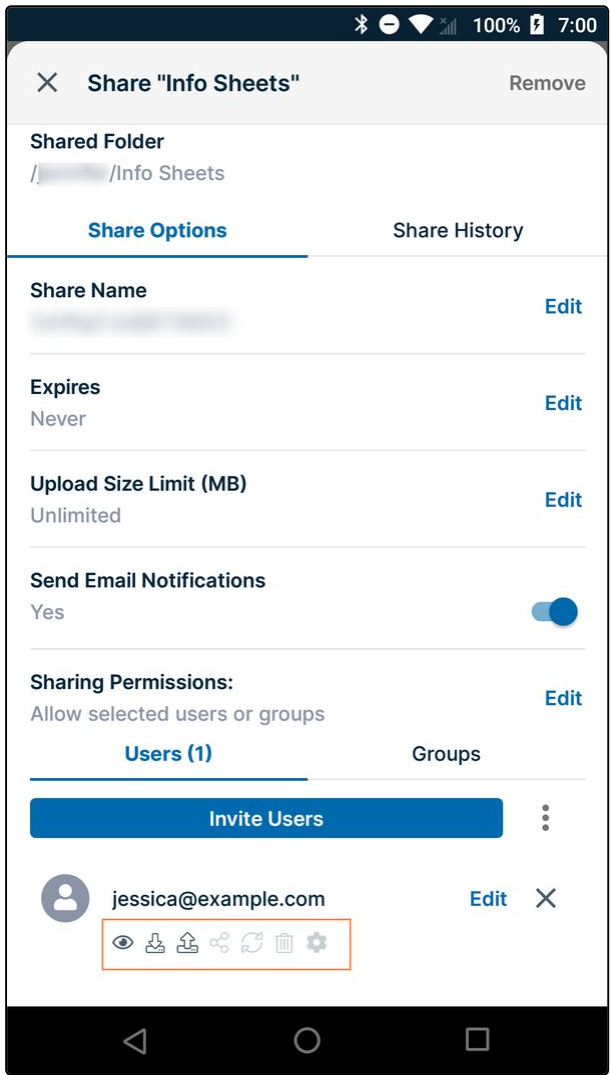 100% 7:00
Share "Info Sheets" Remove
Shared Folder
/ /Info Sheets
Share Options Share History
Share Name
Edit
Expires
Never
Edit
Upload Size Limit (MB)
Unlimited
Edit
Send Email Notifications
Yes
Sharing Permissions:
Allow selected users or groups
Edit
Users (1) Groups
Invite Users
jessica@example.com Edit